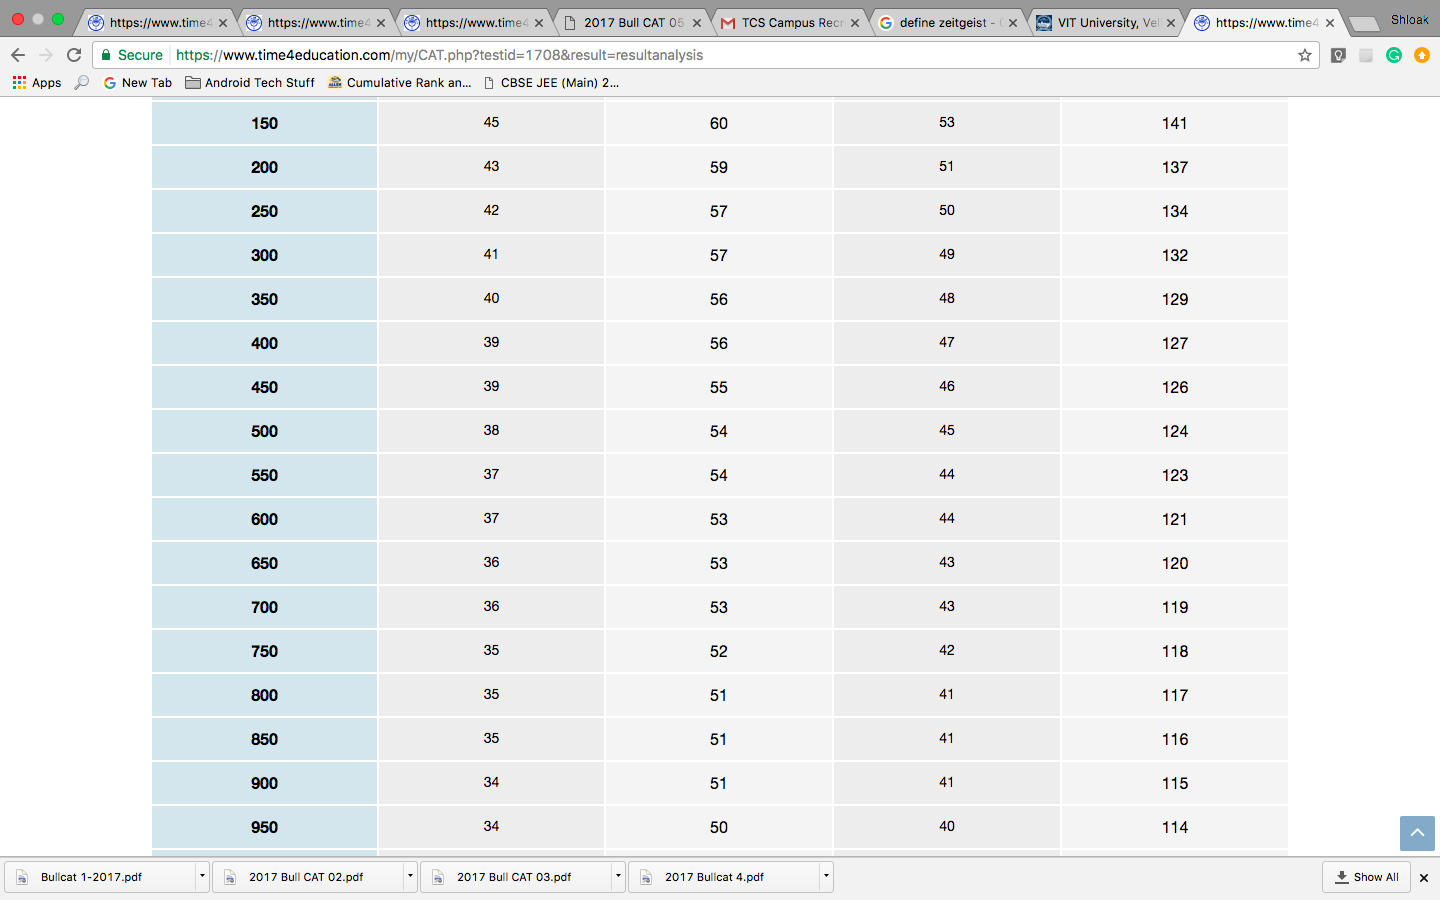 https://www.time4
https://www.time4
https://www.time4
2017 Bull CAT 05
TCS Campus Recr
define zeitgeist -
VIT University, Vel
https://www.time4
Shloak
Secure https://www.time4education.com/my/CAT.php?testid=1708&result=resultanalysis
Apps New Tab Android Tech Stuff Cumulative Rank an... CBSE JEE (Main) 2...
150 45 60 53 141
200 43 59 51 137
250 42 57 50 134
300 41 57 49 132
350 40 56 48 129
400 39 56 47 127
450 39 55 46 126
500 38 54 45 124
550 37 54 44 123
600 37 53 44 121
650 36 53 43 120
700 36 53 43 119
750 35 52 42 118
800 35 51 41 117
850 35 51 41 116
900 34 51 41 115
950 34 50 40 114
Bullcat 1-2017.pdf 2017 Bull CAT 02.pdf 2017 Bull CAT 03.pdf 2017 Bullcat 4.pdf Show All